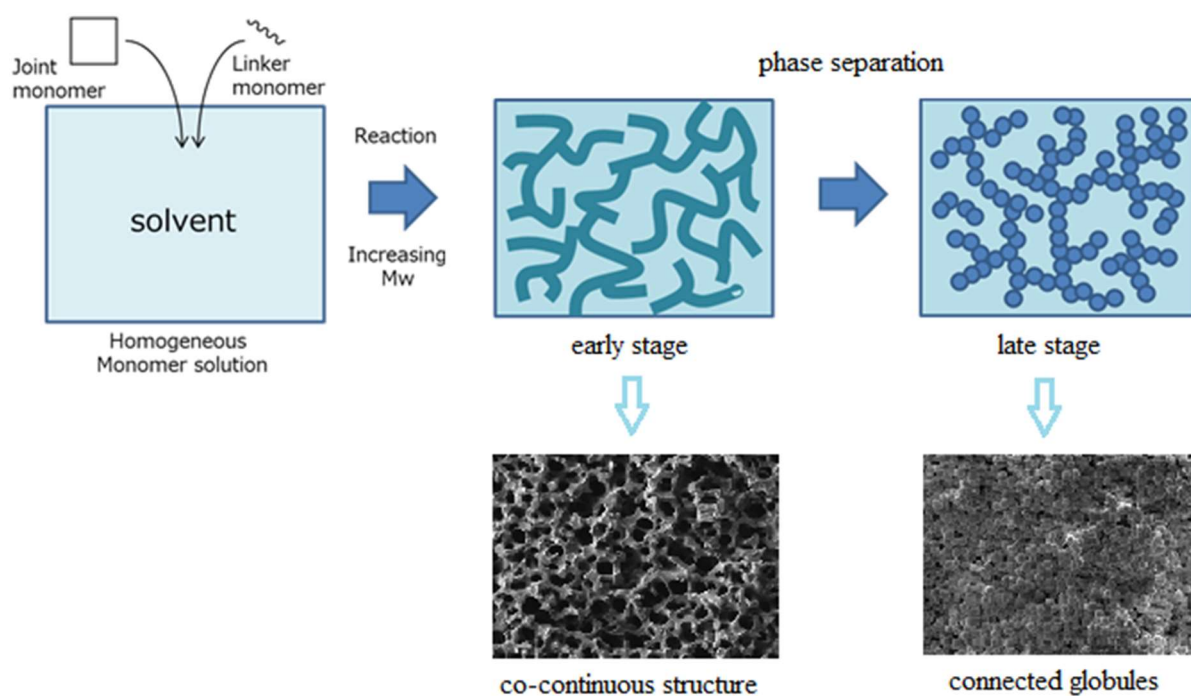 Joint
monomer
Linker
monomer
solvent
Homogeneous
Monomer solution
Reaction
Increasing
Mw
phase separation
early stage
late stage
co-continuous structure
connected globules